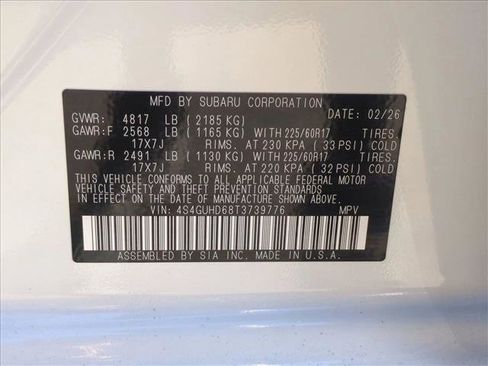 MFD BY SUBARU CORPORATION
GVWR: 4817 LB (2185 KG) DATE: 02/26
GAWR:F 2568 LB (1165 KG) WITH 225/60R17 TIRES.
17X7J RIMS, AT 230 KPA (33 PSI) COLD
GAWR:R 2491 LB (1130 KG) WITH 225/60R17 TIRES.
17X7J RIMS, AT 220 KPA (32 PSI) COLD
THIS VEHICLE CONFORMS TO ALL APPLICABLE FEDERAL MOTOR
VEHICLE SAFETY AND THEFT PREVENTION STANDARDS
IN EFFECT ON THE DATE OF MANUFACTURE SHOWN ABOVE.
VIN: 4S4GUHD68T3739776 MPV
ASSEMBLED BY SIA INC. MADE IN U.S.A.